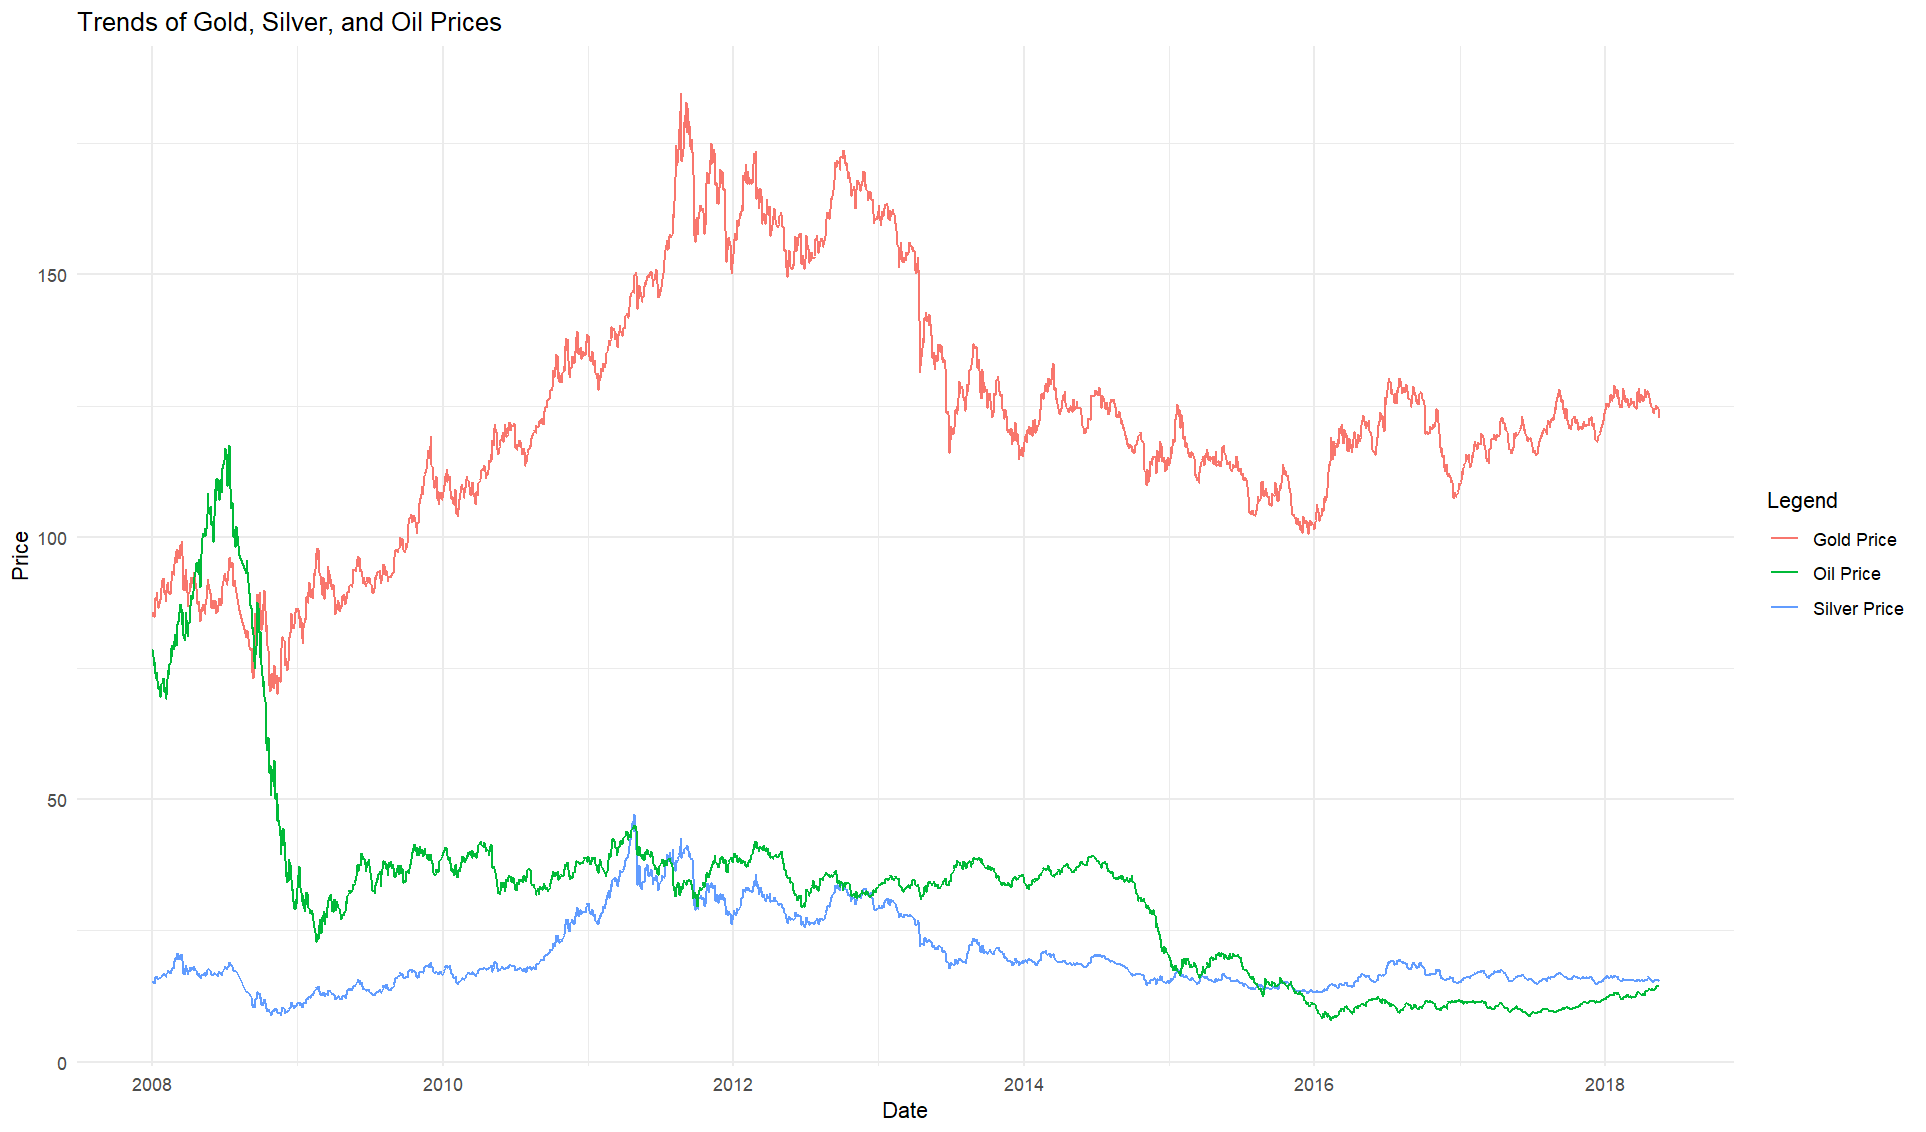 Trends of Gold, Silver, and Oil Prices
Price
150
100
50
0
2008 2010 2012 2014 2016 2018
Date
Legend
Gold Price
Oil Price
Silver Price